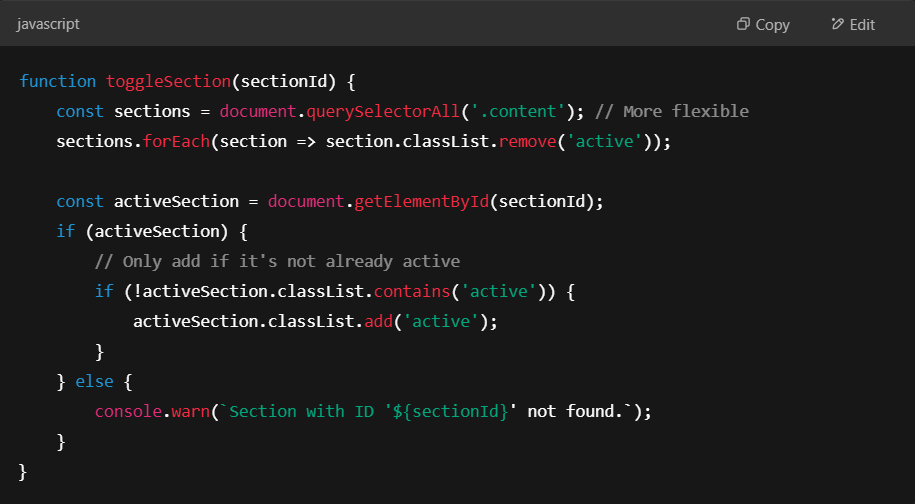 javascript
Copy
Edit
function toggleSection(sectionId) {
    const sections = document.querySelectorAll('.content'); // More flexible
    sections.forEach(section => section.classList.remove('active'));

    const activeSection = document.getElementById(sectionId);
    if (activeSection) {
        // Only add if it's not already active
        if (!activeSection.classList.contains('active')) {
            activeSection.classList.add('active');
        }
    } else {
        console.warn(`Section with ID '${sectionId}' not found.`);
    }
}